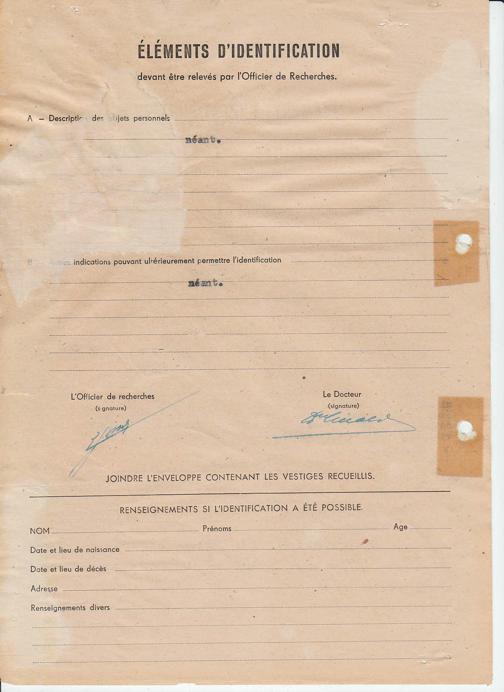 ÉLÉMENTS D'IDENTIFICATION
devant être relevés par l'Officier de Recherches.
A – Description des objets personnels
néant.
indications pouvant ultérieurement permettre l'identification
néant.
L'Officier de recherches
(signature)
Le Docteur
(signature)
JOINDRE L'ENVELOPPE CONTENANT LES VESTIGES RECUEILLIS.
RENSEIGNEMENTS SI L'IDENTIFICATION A ÉTÉ POSSIBLE.
NOM Prénoms Age
Date et lieu de naissance
Date et lieu de décès
Adresse
Renseignements divers